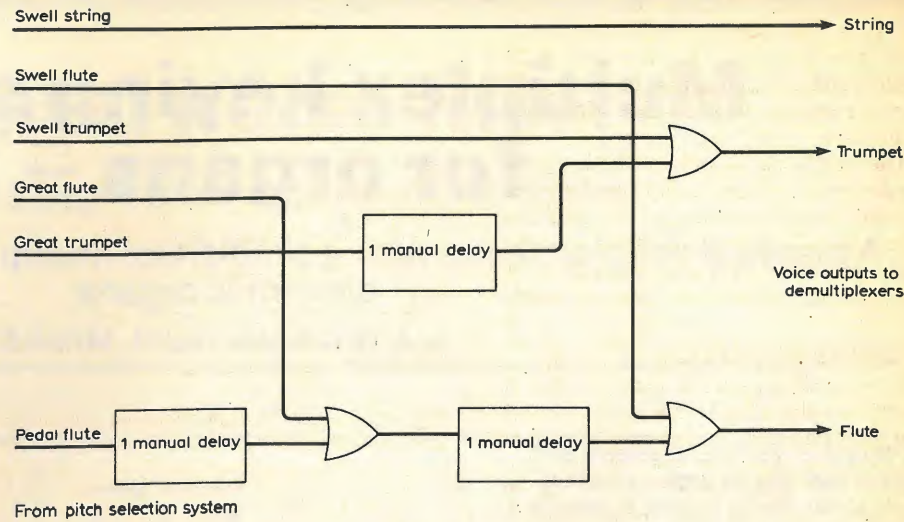 Swell string
String
Swell flute
Swell trumpet
Trumpet
Great flute
Great trumpet
1 manual delay
Voice outputs to
demultiplexers
Pedal flute
1 manual delay
1 manual delay
Flute
From pitch selection system